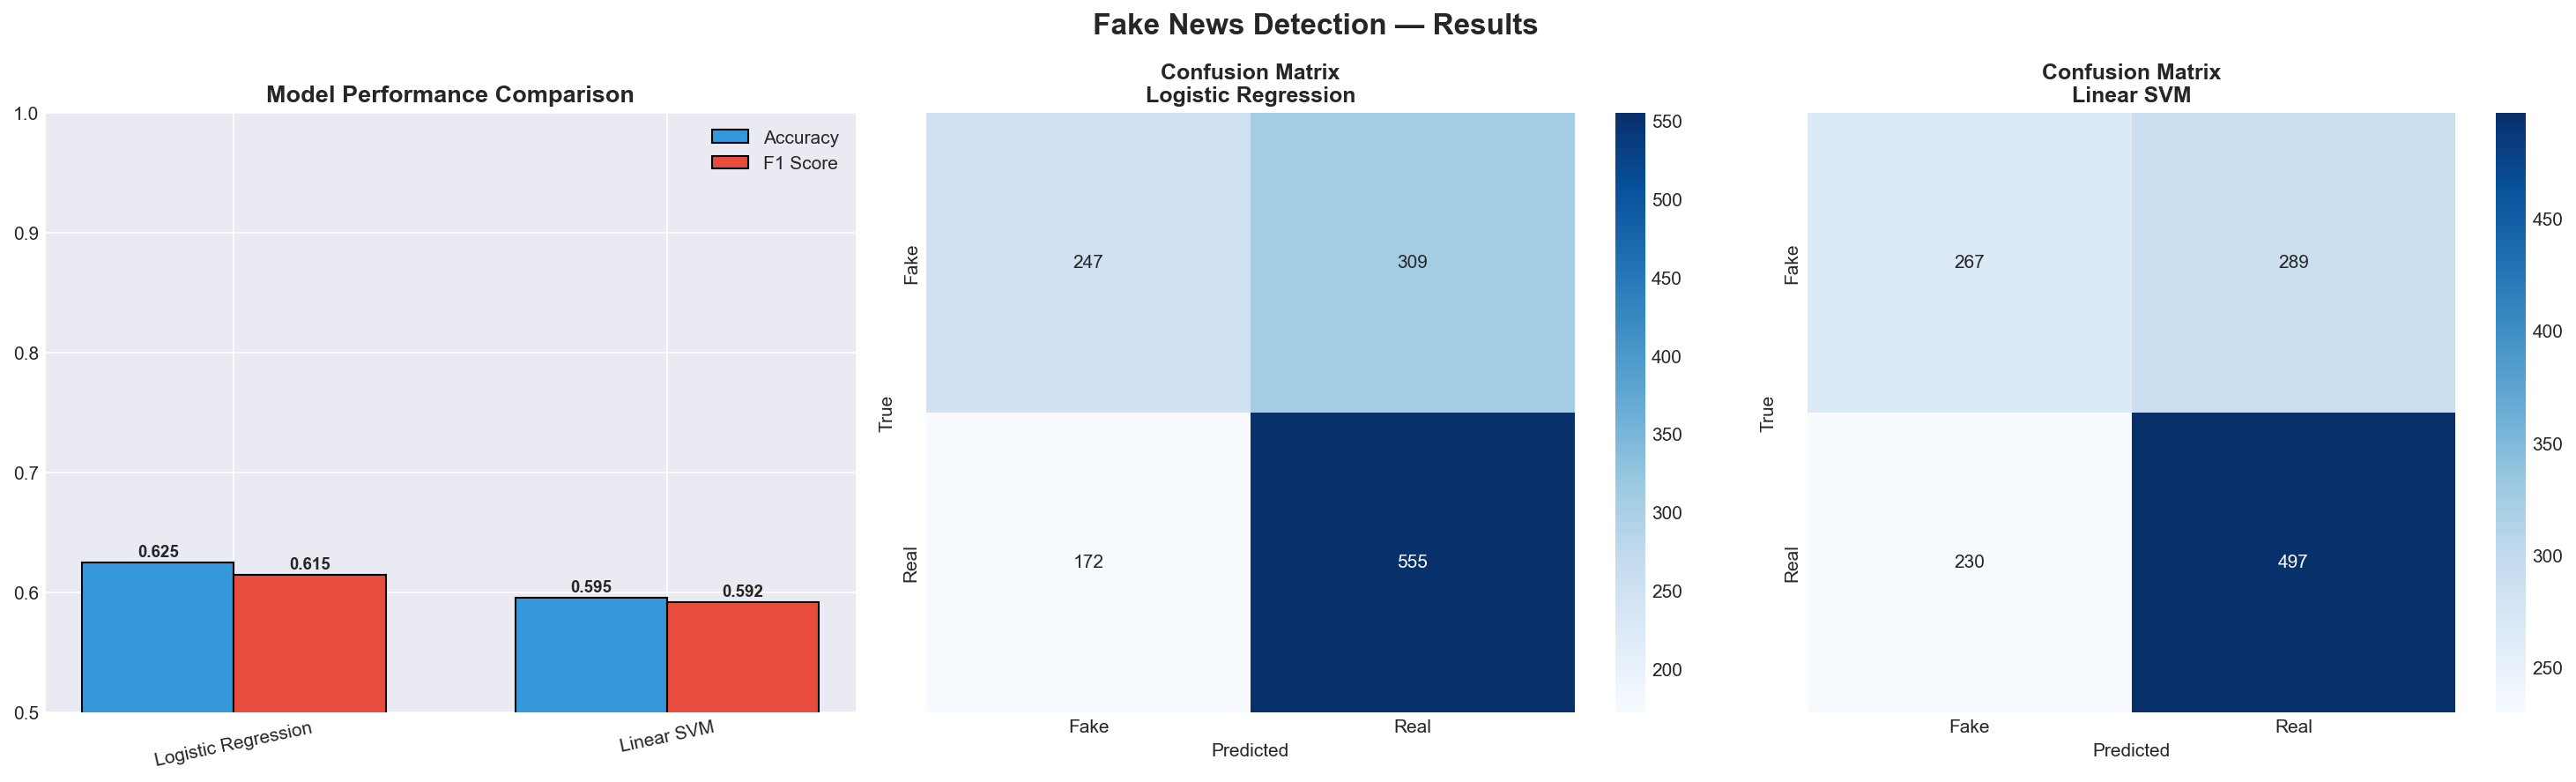 Fake News Detection — Results
Model Performance Comparison
1.0
0.9
0.8
0.7
0.6
0.5
Accuracy
F1 Score
0.625
0.615
0.595
0.592
Logistic Regression
Linear SVM
Confusion Matrix
Logistic Regression
True
Fake
Real
247
309
172
555
Fake
Real
Predicted
550
500
450
400
350
300
250
200
Confusion Matrix
Linear SVM
True
Fake
Real
267
289
230
497
Fake
Real
Predicted
450
400
350
300
250